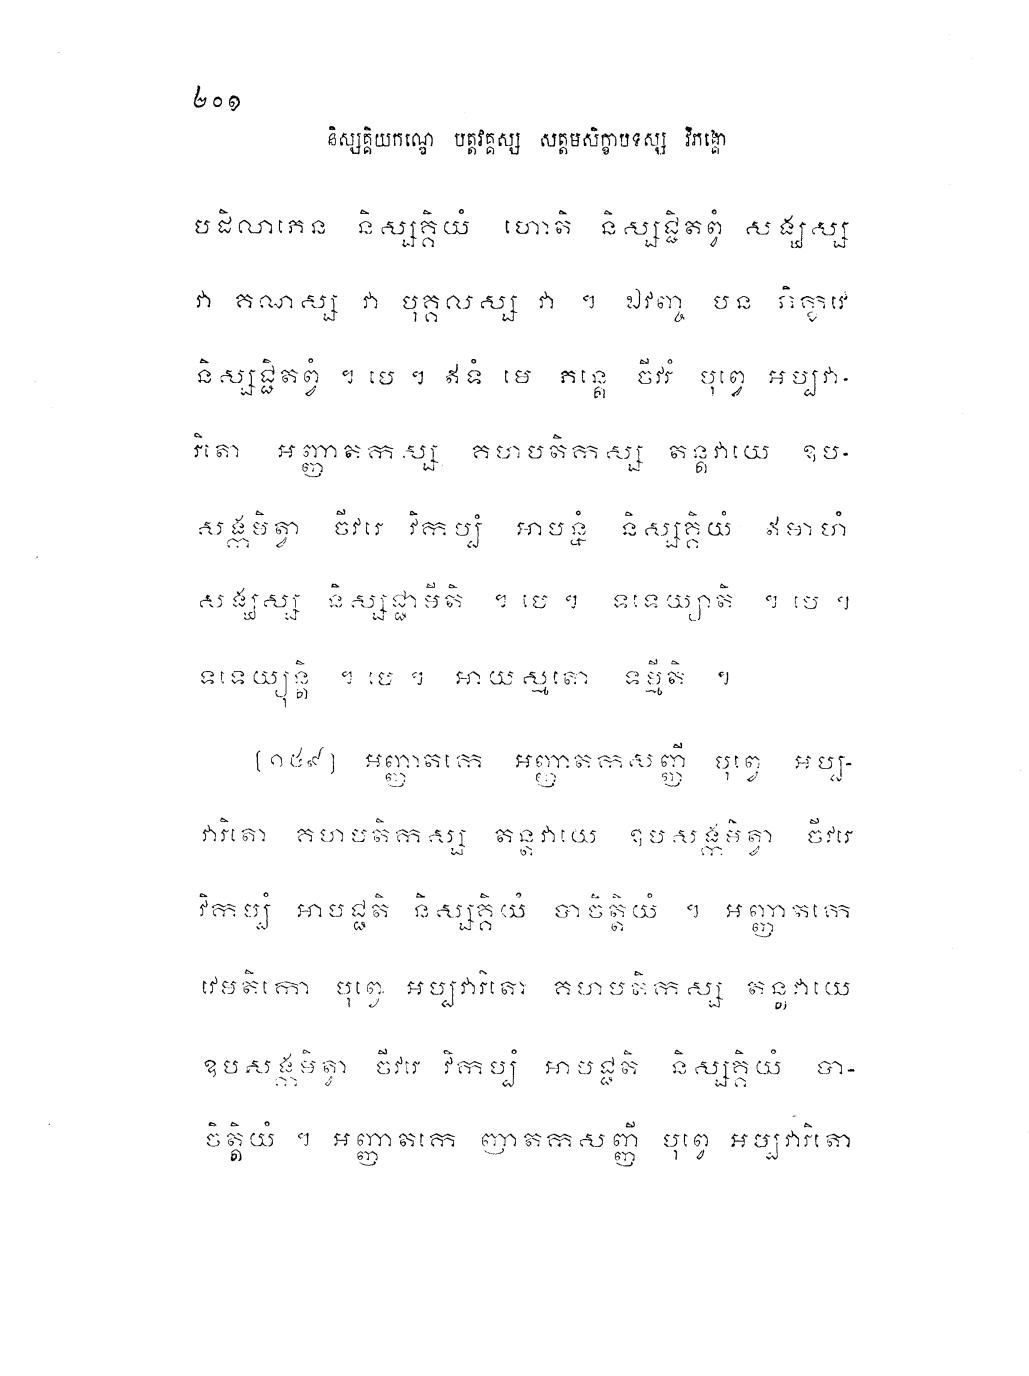 ២០១
និស្សគ្គិយកណ្ឌេ បត្តវគ្គស្ស សត្តមសិក្ខាបទស្ស វិភង្គោ
បដិលាភេន និស្សគ្គិយំ ហោតិ និស្សជ្ជិតព្វំ សង្ឃស្ស
វា គណស្ស វា បុគ្គលស្ស វា ។ ឯវញ្ច បន ភិក្ខវេ
និស្សជ្ជិតព្វំ ។ បេ ។ ឥទំ មេ ភន្តេ ចីវរំ បុព្វេ អប្បវា-
រិតោ អញ្ញាតកស្ស គហបតិកស្ស តន្តវាយេ ឧប-
សង្កមិត្វា ចីវរេ វិកប្បំ អាបន្នំ និស្សគ្គិយំ ឥមាហំ
សង្ឃស្ស និស្សជ្ជាមីតិ ។ បេ ។ ទទេយ្យាតិ ។ បេ ។
ទទេយ្យុន្តិ ។ បេ ។ អាយស្មតោ ទម្មីតិ ។
[១៥៩] អញ្ញាតកេ អញ្ញាតកសញ្ញី បុព្វេ អប្ប-
វារិតោ គហបតិកស្ស តន្តវាយេ ឧបសង្កមិត្វា ចីវរេ
វិកប្បំ អាបជ្ជតិ និស្សគ្គិយំ បាចិត្តិយំ ។ អញ្ញាតកេ
វេមតិកោ បុព្វេ អប្បវារិតោ គហបតិកស្ស តន្តវាយេ
ឧបសង្កមិត្វា ចីវរេ វិកប្បំ អាបជ្ជតិ និស្សគ្គិយំ បា-
ចិត្តិយំ ។ អញ្ញាតកេ ញាតកសញ្ញី បុព្វេ អប្បវារិតោ